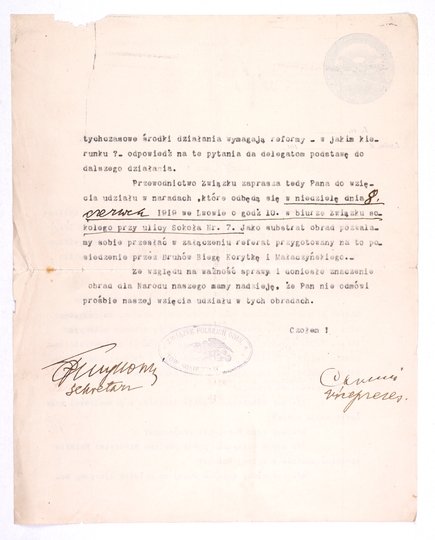 tychczasowe środki działania wymagają reformy _ w jakim kie-
runku ?_ odpowiedź na te pytania da delegatom podstawę do
dalszego działania.
Przewodnictwo Związku zaprasza tedy Pana do wzię-
cia udziału w naradach ,które odbędą się w niedzielę dnia 8.
czerwca 1919 we Lwowie o godz 10. w biurze Związku so-
kolego przy ulicy Sokoła Nr. 7. Jako substrat obrad pozwala-
my sobie przesłać w załączeniu referat przygotowany na to po-
siedzenie przez Druhów Biegę Korytkę i Małaczyńskiego._
Ze względu na ważność sprawy i doniosłe znaczenie
obrad dla Narodu naszego mamy nadzieję, że Pan nie odmówi
prośbie naszej wzięcia udziału w tych obradach.
Czołem !
ZWIĄZEK POLSKICH
sekretarz
wiceprezes.